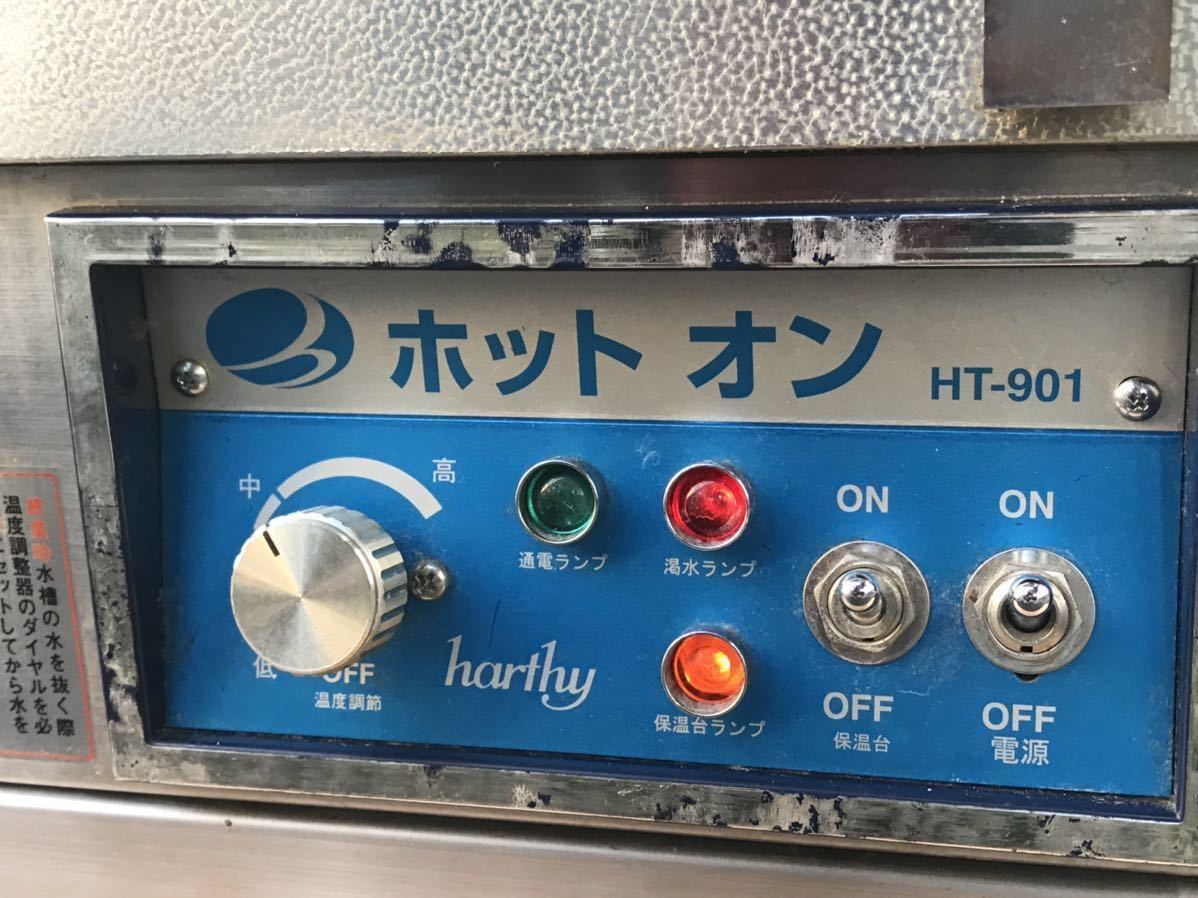 ホット オン HT-901
中
高
低
OFF
温度調節
通電ランプ
渇水ランプ
保温台ランプ
harthy
ON
OFF
保温台
ON
OFF
電源
水槽の水を抜く際
温度調整器のダイヤルを必
セットしてから水を